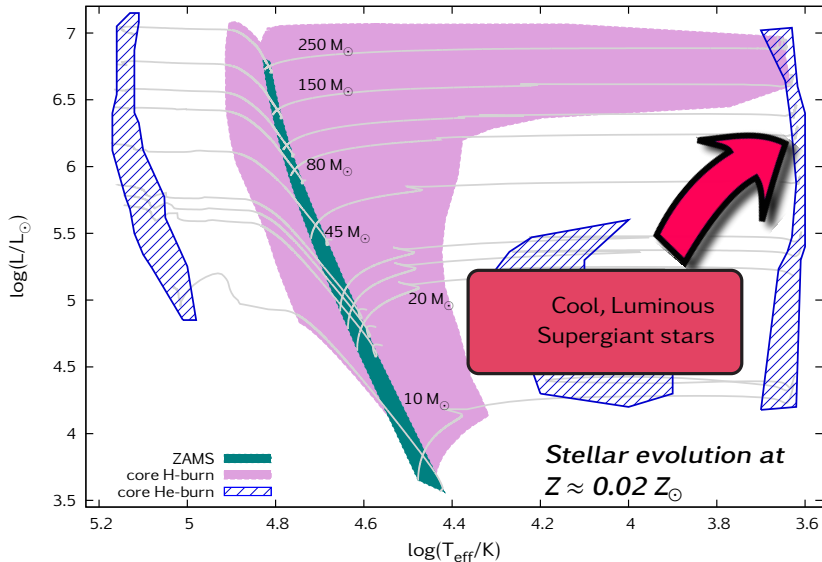 7
6.5
6
5.5
5
4.5
4
3.5
log(L/L☉)
250 M☉
150 M☉
80 M☉
45 M☉
20 M☉
10 M☉
Cool, Luminous
Supergiant stars
Stellar evolution at
Z ≈ 0.02 Z☉
ZAMS
core H-burn
core He-burn
5.2 5 4.8 4.6 4.4 4.2 4 3.8 3.6
log(T_eff/K)